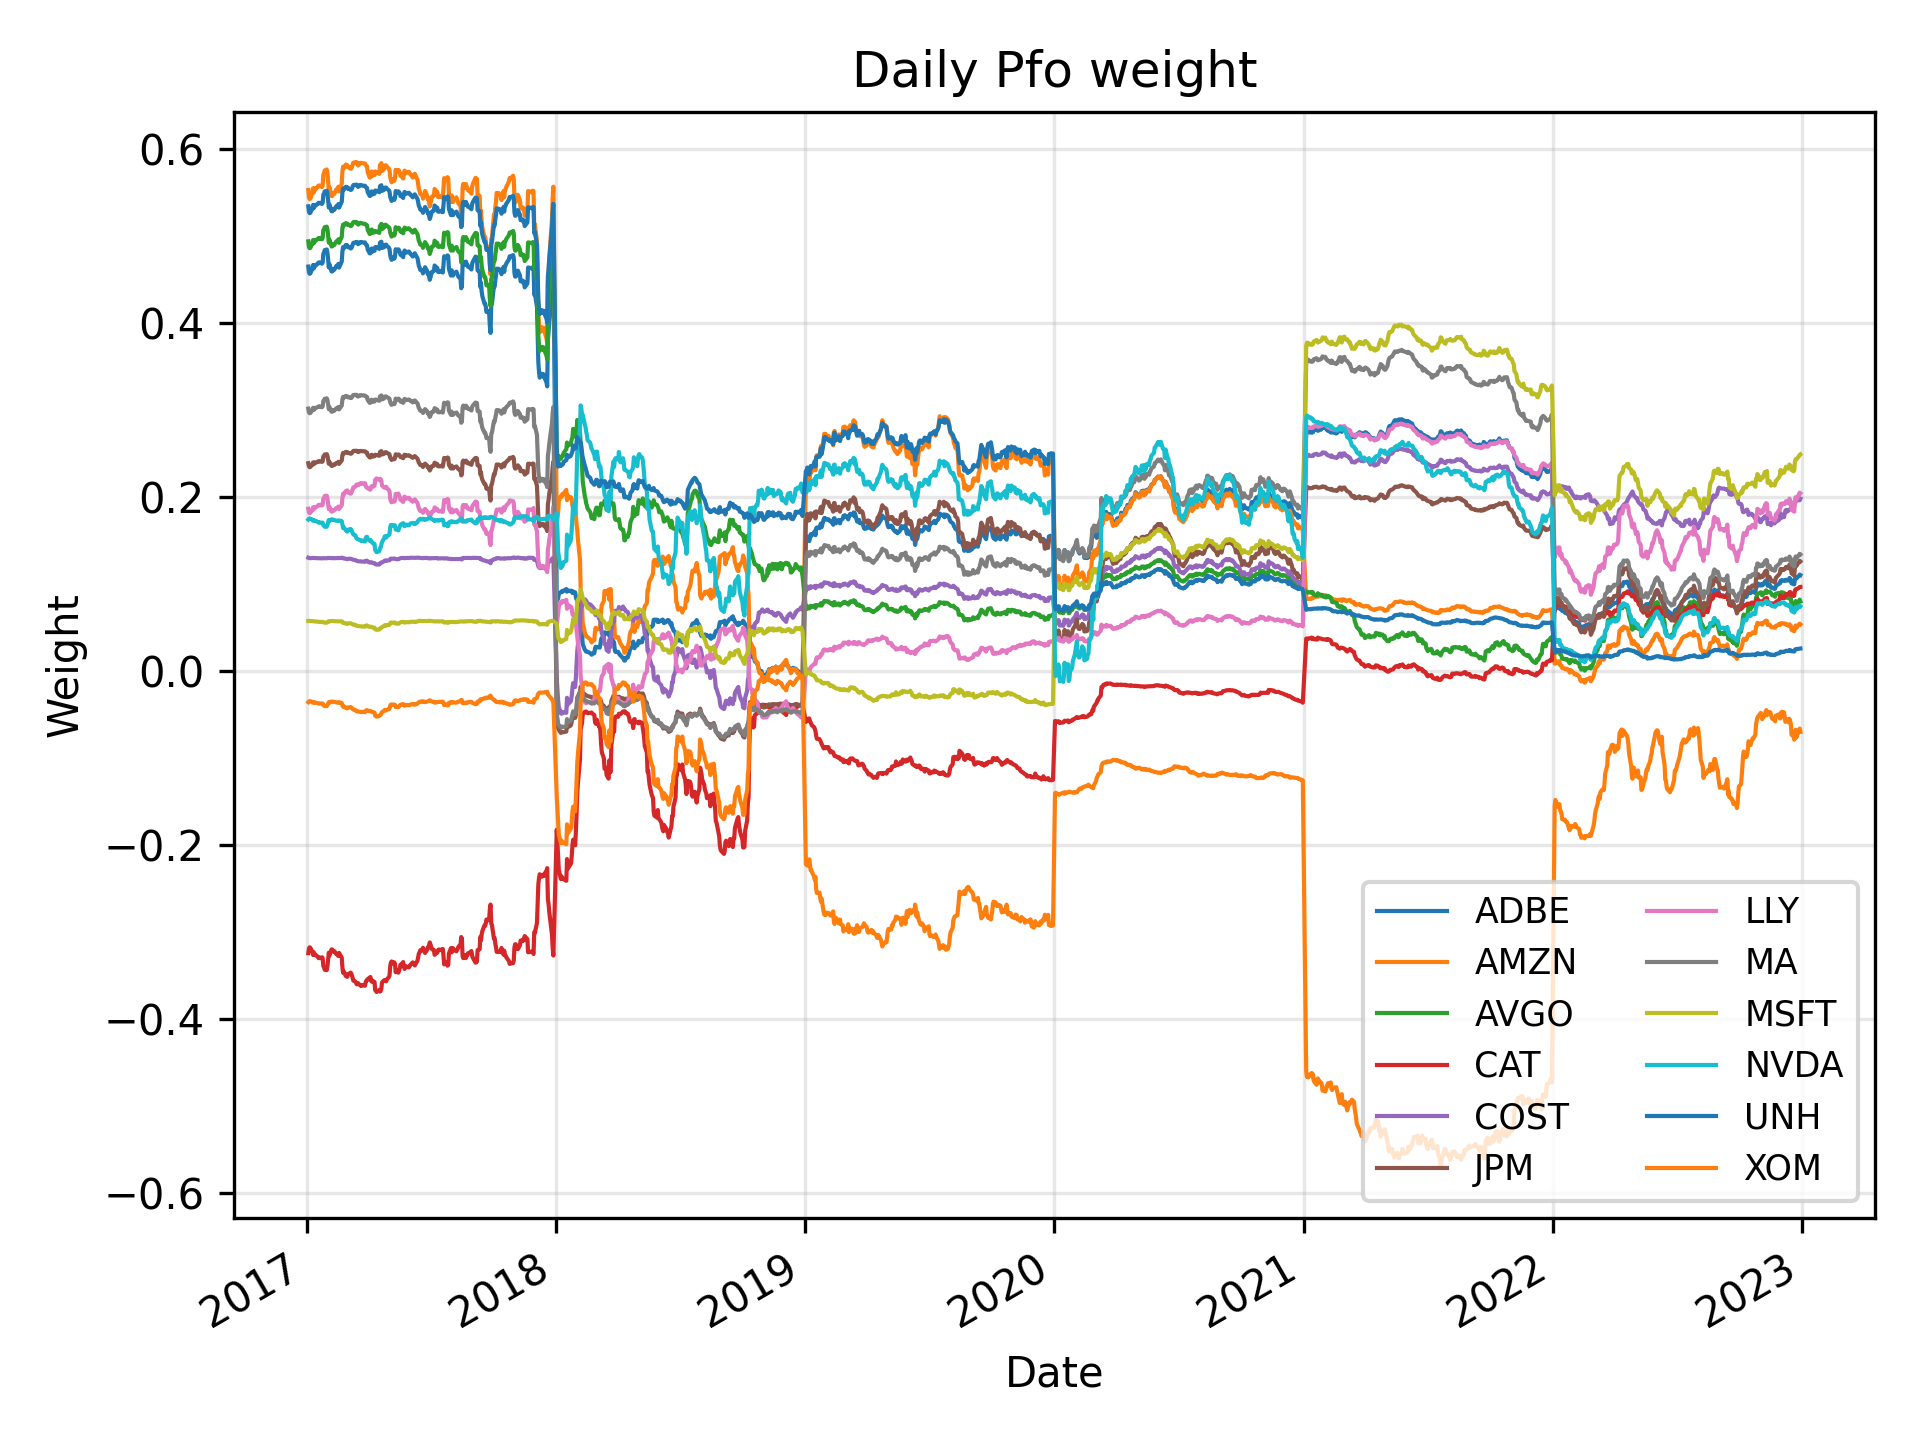 Daily Pfo weight
0.6
0.4
0.2
0.0
−0.2
−0.4
−0.6
Weight
ADBE
AMZN
AVGO
CAT
COST
JPM
LLY
MA
MSFT
NVDA
UNH
XOM
2017
2018
2019
2020
2021
2022
2023
Date